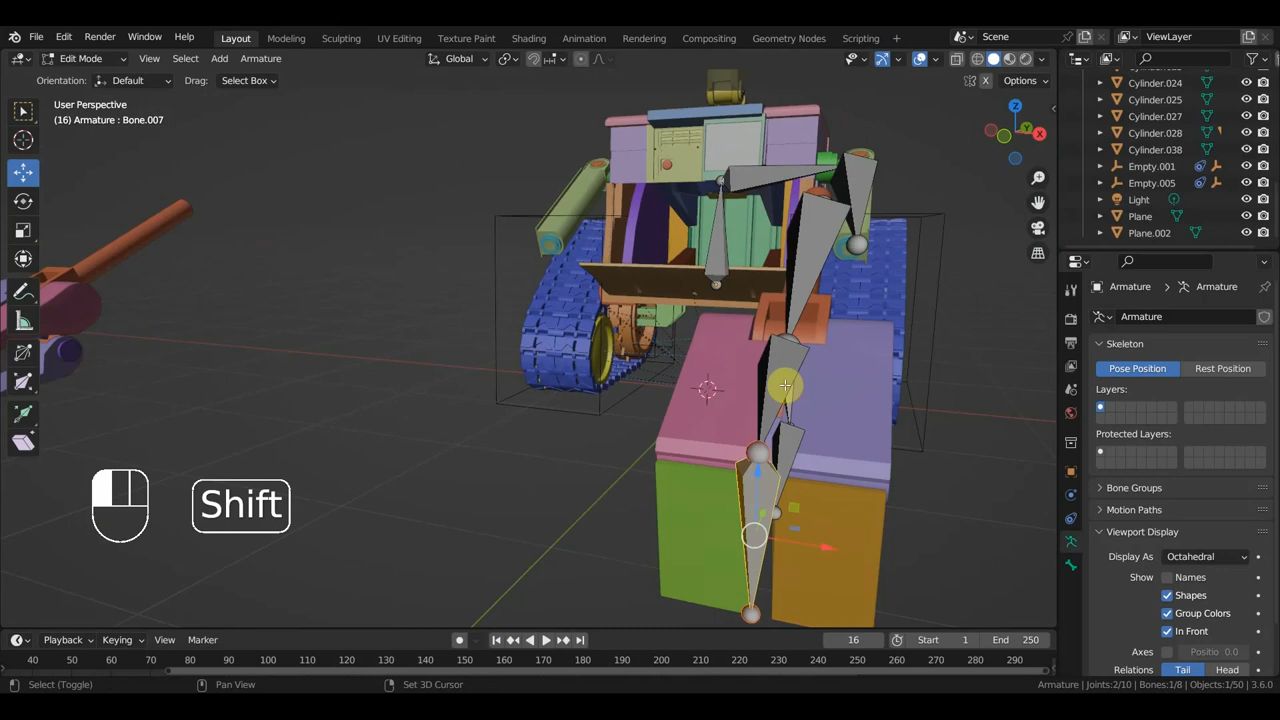 File Edit Render Window Help Layout Modeling Sculpting UV Editing Texture Paint Shading Animation Rendering Compositing Geometry Nodes Scripting + Scene ViewLayer
Edit Mode View Select Add Armature Global
Orientation: Default Drag: Select Box X Options
User Perspective
(16) Armature : Bone.007
Z
Y
X
Cylinder.024
Cylinder.025
Cylinder.027
Cylinder.028
Cylinder.038
Empty.001
Empty.005
Light
Plane
Plane.002
Armature > Armature
Armature
Skeleton
Pose Position Rest Position
Layers:
Protected Layers:
Bone Groups
Motion Paths
Viewport Display
Display As Octahedral
Show Names
Shapes
Group Colors
In Front
Axes Positio 0.0
Relations Tail Head
Shift
Playback Keying View Marker 16 Start 1 End 250
40 50 60 70 80 90 100 110 120 130 140 150 160 170 180 190 200 210 220 230 240 250 260 270 280 290
Select (Toggle) Pan View Set 3D Cursor Armature | Joints:2/10 | Bones:1/8 | Objects:1/50 | 3.6.0